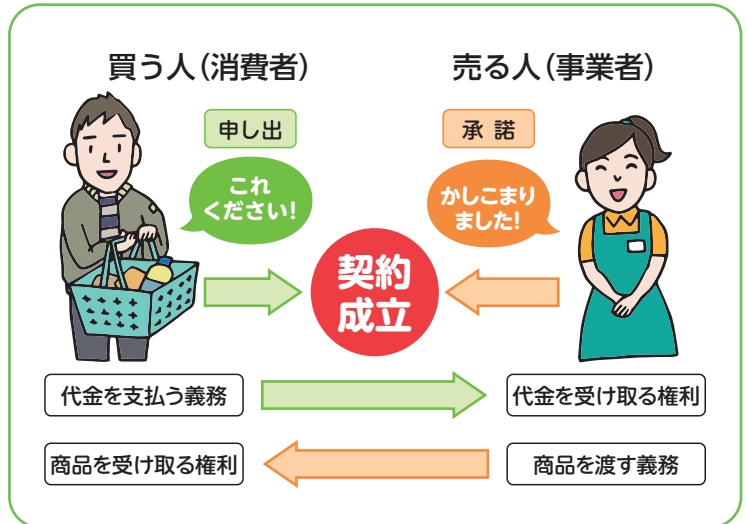 買う人（消費者）
売る人（事業者）
申し出
承 諾
これ
ください！
かしこまり
ました！
契約
成立
代金を支払う義務
代金を受け取る権利
商品を受け取る権利
商品を渡す義務